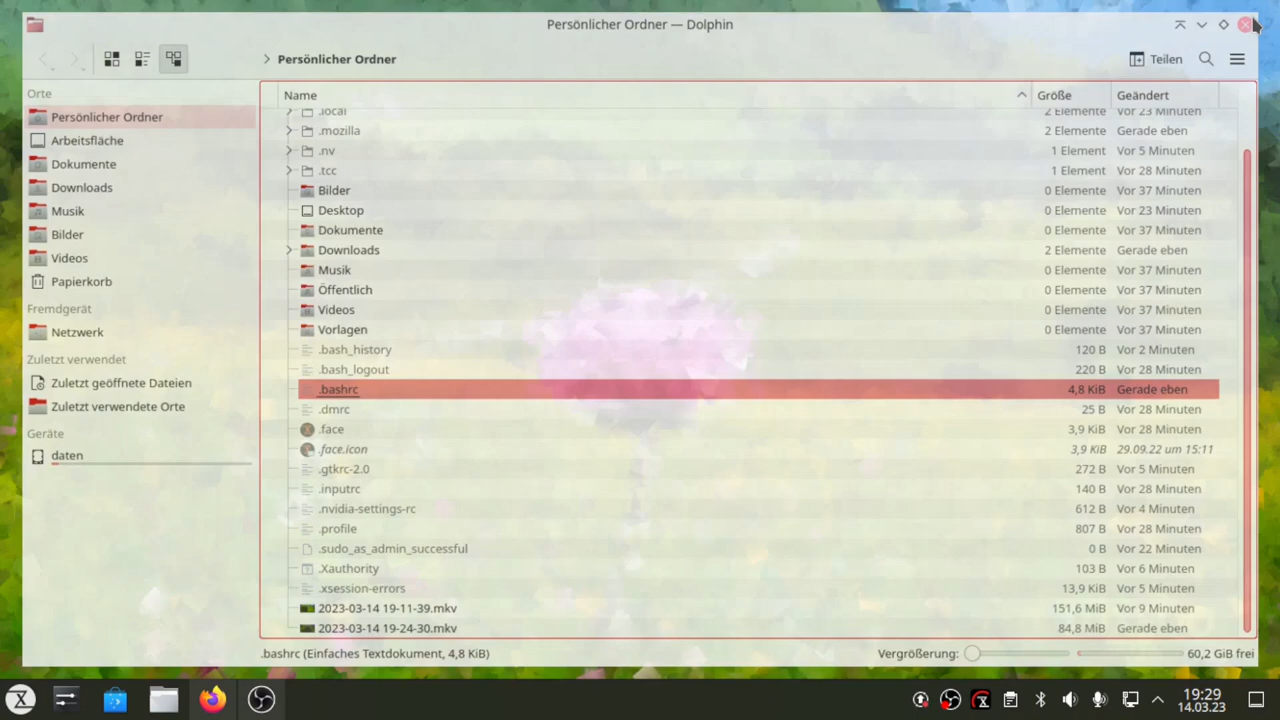 Persönlicher Ordner — Dolphin
Persönlicher Ordner
Teilen
Orte
Persönlicher Ordner
Arbeitsfläche
Dokumente
Downloads
Musik
Bilder
Videos
Papierkorb
Fremdgerät
Netzwerk
Zuletzt verwendet
Zuletzt geöffnete Dateien
Zuletzt verwendete Orte
Geräte
daten
Name Größe Geändert
.local 2 Elemente Vor 23 Minuten
.mozilla 2 Elemente Gerade eben
.nv 1 Element Vor 5 Minuten
.tcc 1 Element Vor 28 Minuten
Bilder 0 Elemente Vor 37 Minuten
Desktop 0 Elemente Vor 23 Minuten
Dokumente 0 Elemente Vor 37 Minuten
Downloads 2 Elemente Gerade eben
Musik 0 Elemente Vor 37 Minuten
Öffentlich 0 Elemente Vor 37 Minuten
Videos 0 Elemente Vor 37 Minuten
Vorlagen 0 Elemente Vor 37 Minuten
.bash_history 120 B Vor 2 Minuten
.bash_logout 220 B Vor 28 Minuten
.bashrc 4,8 KiB Gerade eben
.dmrc 25 B Vor 28 Minuten
.face 3,9 KiB Vor 28 Minuten
.face.icon 3,9 KiB 29.09.22 um 15:11
.gtkrc-2.0 272 B Vor 5 Minuten
.inputrc 140 B Vor 28 Minuten
.nvidia-settings-rc 612 B Vor 4 Minuten
.profile 807 B Vor 28 Minuten
.sudo_as_admin_successful 0 B Vor 22 Minuten
.Xauthority 103 B Vor 6 Minuten
.xsession-errors 13,9 KiB Vor 5 Minuten
2023-03-14 19-11-39.mkv 151,6 MiB Vor 9 Minuten
2023-03-14 19-24-30.mkv 84,8 MiB Gerade eben
.bashrc (Einfaches Textdokument, 4,8 KiB)
Vergrößerung:
60,2 GiB frei
19:29
14.03.23